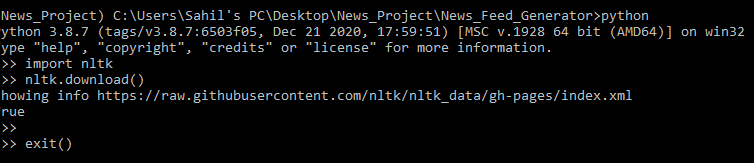 News_Project) C:\Users\Sahil's PC\Desktop\News_Project\News_Feed_Generator>python
ython 3.8.7 (tags/v3.8.7:6503f05, Dec 21 2020, 17:59:51) [MSC v.1928 64 bit (AMD64)] on win32
ype "help", "copyright", "credits" or "license" for more information.
>> import nltk
>> nltk.download()
howing info https://raw.githubusercontent.com/nltk/nltk_data/gh-pages/index.xml
rue
>>
>> exit()